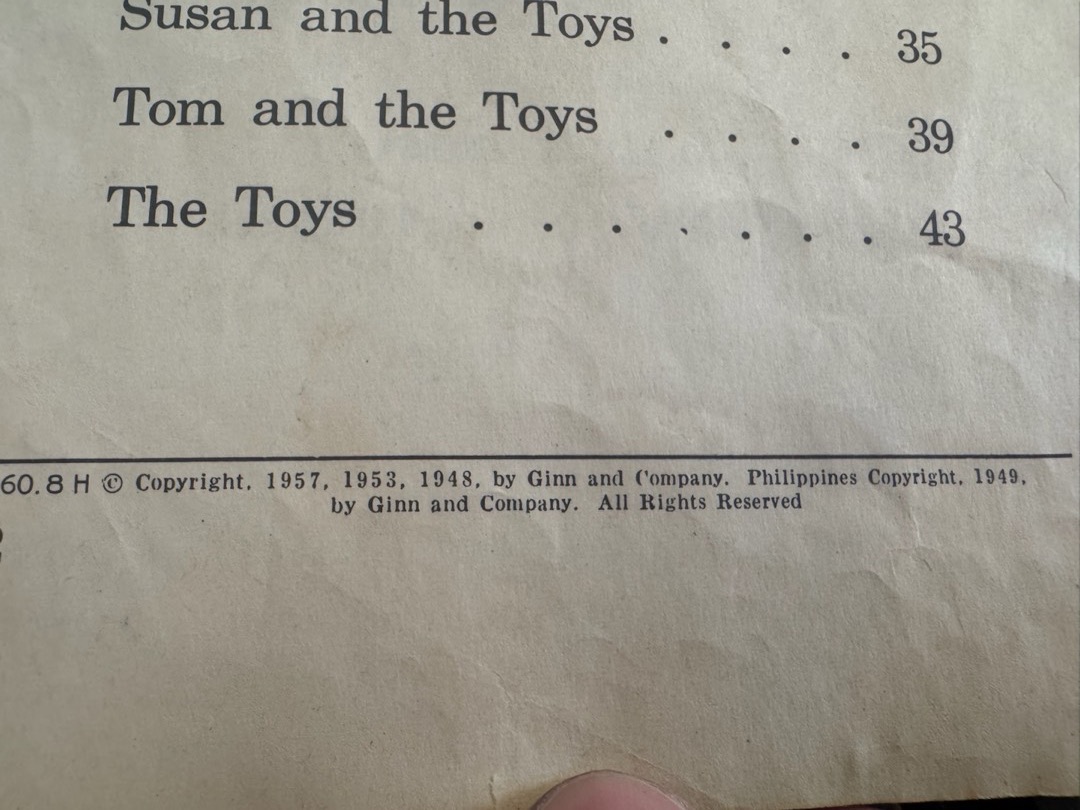 Susan and the Toys . . . . 35
Tom and the Toys . . . . 39
The Toys . . . . . . . 43
60.8 H © Copyright, 1957, 1953, 1948, by Ginn and Company. Philippines Copyright, 1949,
by Ginn and Company. All Rights Reserved